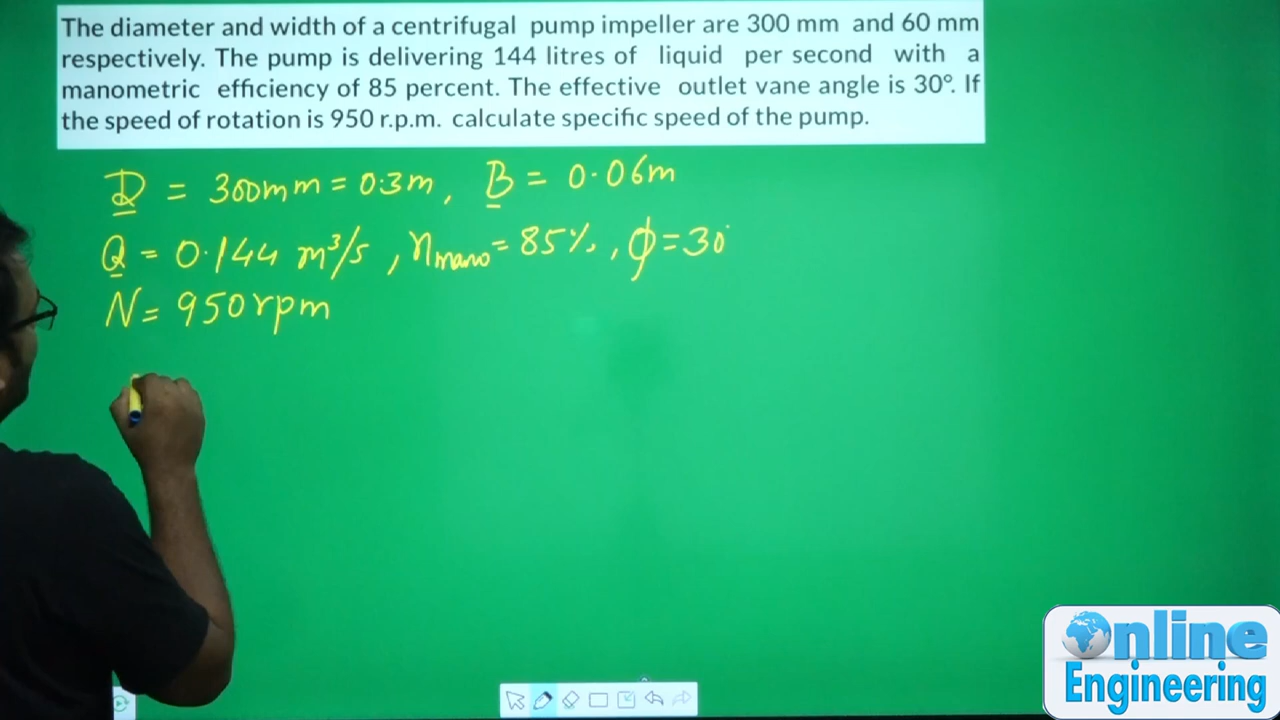 The diameter and width of a centrifugal pump impeller are 300 mm and 60 mm
respectively. The pump is delivering 144 litres of liquid per second with a
manometric efficiency of 85 percent. The effective outlet vane angle is 30°. If
the speed of rotation is 950 r.p.m. calculate specific speed of the pump.
D = 300mm = 0.3m, B = 0.06m
Q = 0.144 m³/s, ηmano = 85%, ϕ = 30°
N = 950rpm
Online
Engineering